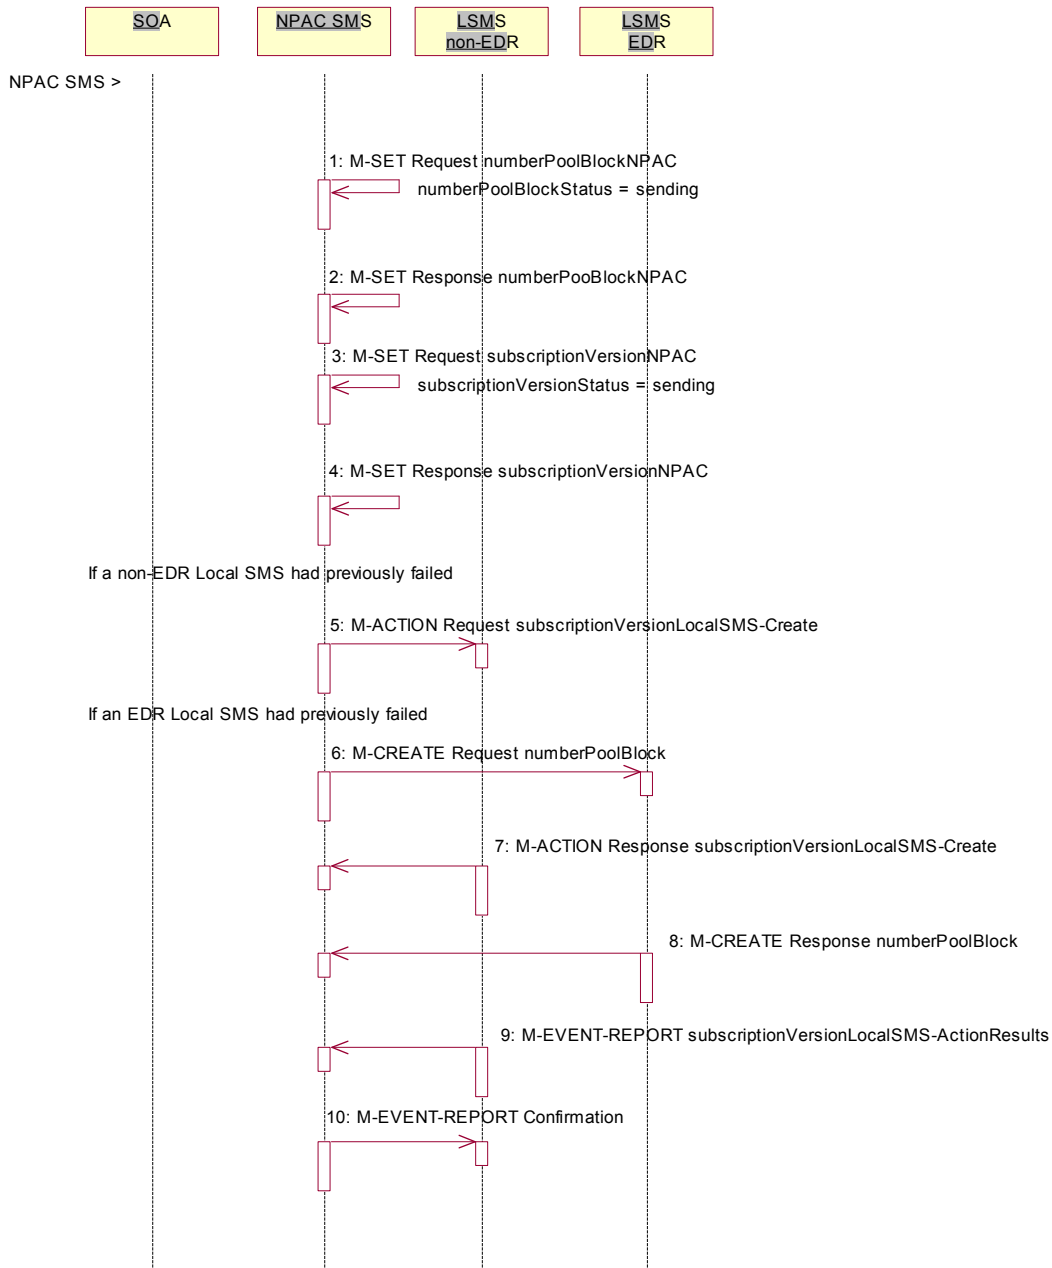 SOA
NPAC SMS
LSMS
non-EDR
LSMS
EDR
NPAC SMS >
1: M-SET Request numberPoolBlockNPAC
numberPoolBlockStatus = sending
2: M-SET Response numberPooBlockNPAC
3: M-SET Request subscriptionVersionNPAC
subscriptionVersionStatus = sending
4: M-SET Response subscriptionVersionNPAC
If a non-EDR Local SMS had previously failed
5: M-ACTION Request subscriptionVersionLocalSMS-Create
If an EDR Local SMS had previously failed
6: M-CREATE Request numberPoolBlock
7: M-ACTION Response subscriptionVersionLocalSMS-Create
8: M-CREATE Response numberPoolBlock
9: M-EVENT-REPORT subscriptionVersionLocalSMS-ActionResults
10: M-EVENT-REPORT Confirmation